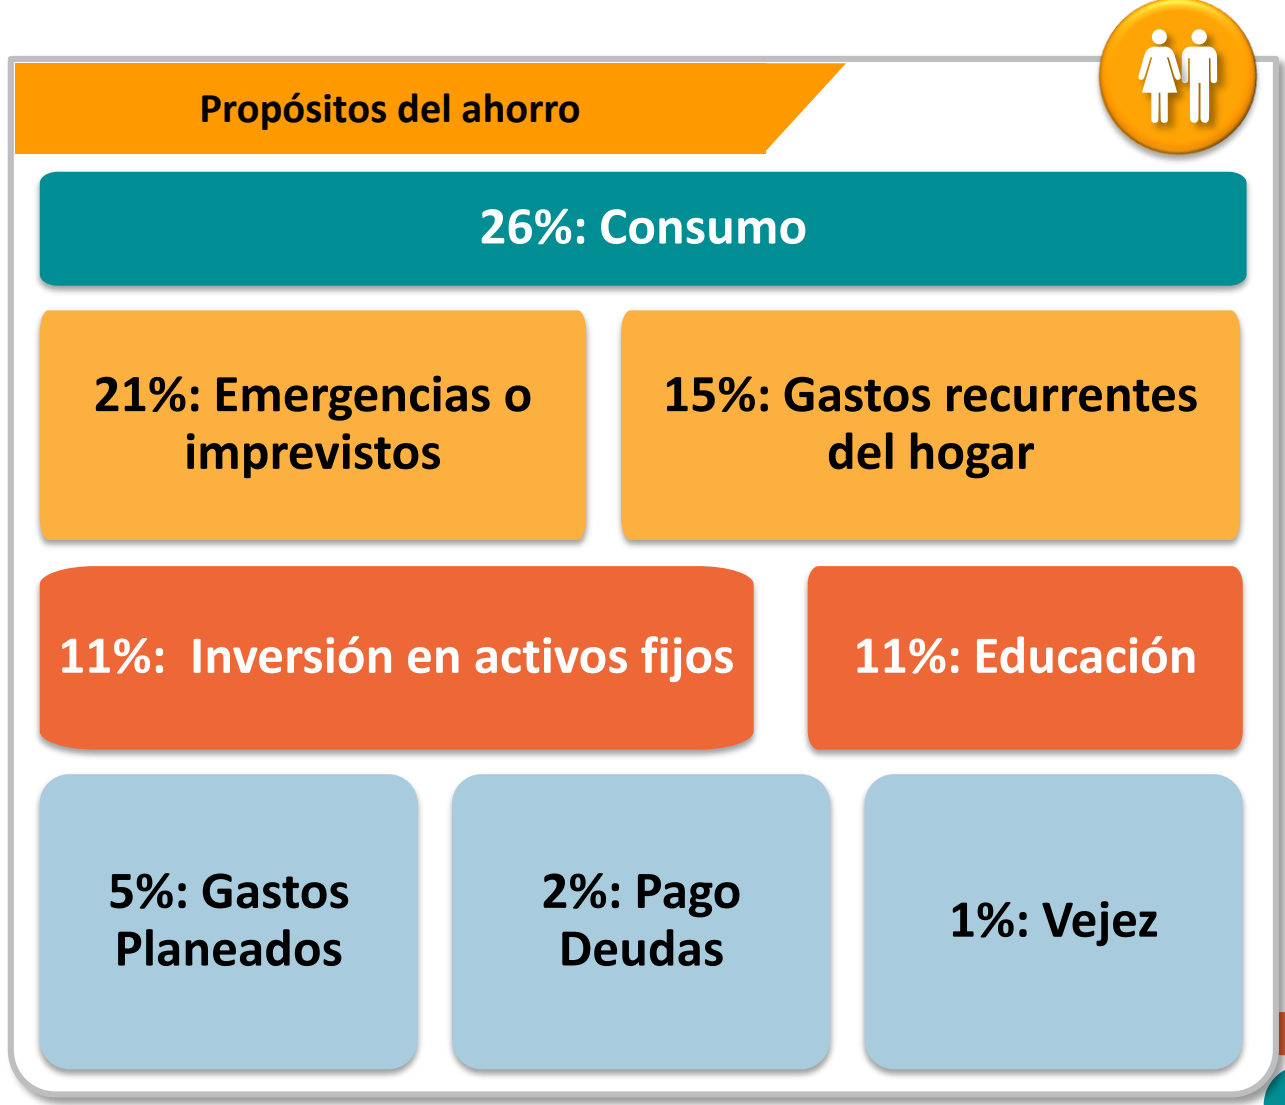 Propósitos del ahorro
26%: Consumo
21%: Emergencias o
imprevistos
15%: Gastos recurrentes
del hogar
11%:  Inversión en activos fijos
11%: Educación
5%: Gastos
Planeados
2%: Pago
Deudas
1%: Vejez